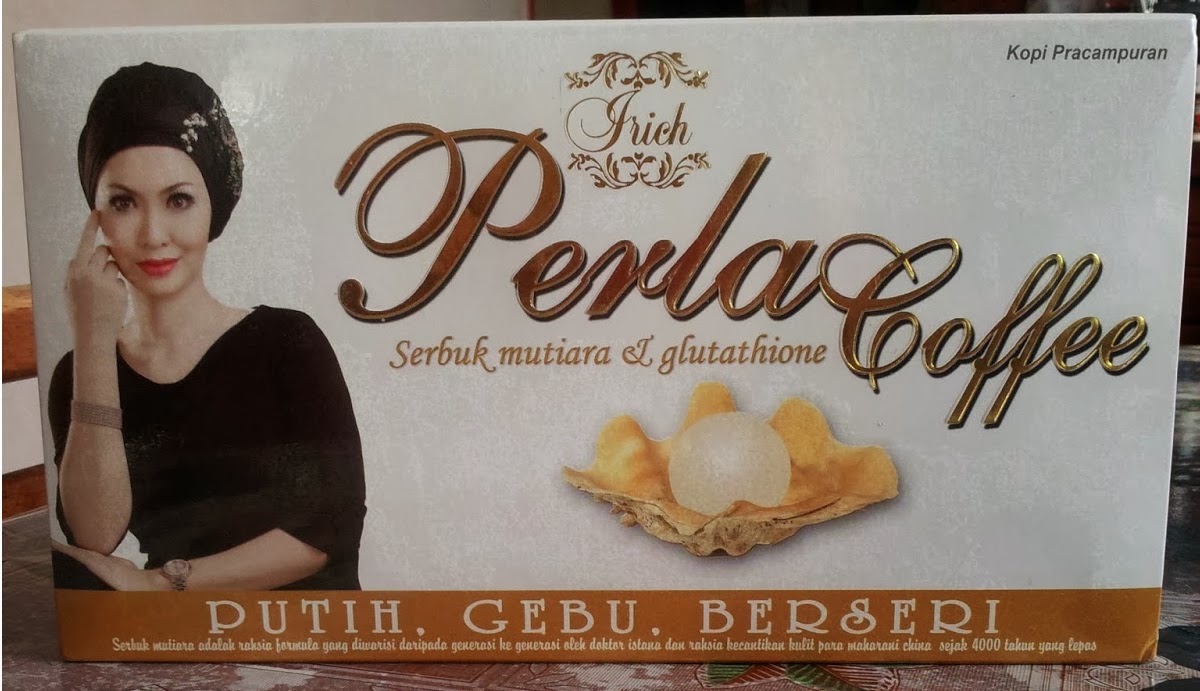 Kopi Pracampuran
Irich
Perla Coffee
Serbuk mutiara & glutathione
PUTIH. GEBU. BERSERI
Serbuk mutiara adalah rahsia formula yang diwarisi daripada generasi ke generasi oleh doktor istana dan rahsia kecantikan kulit para maharani china sejak 4000 tahun yang lepas